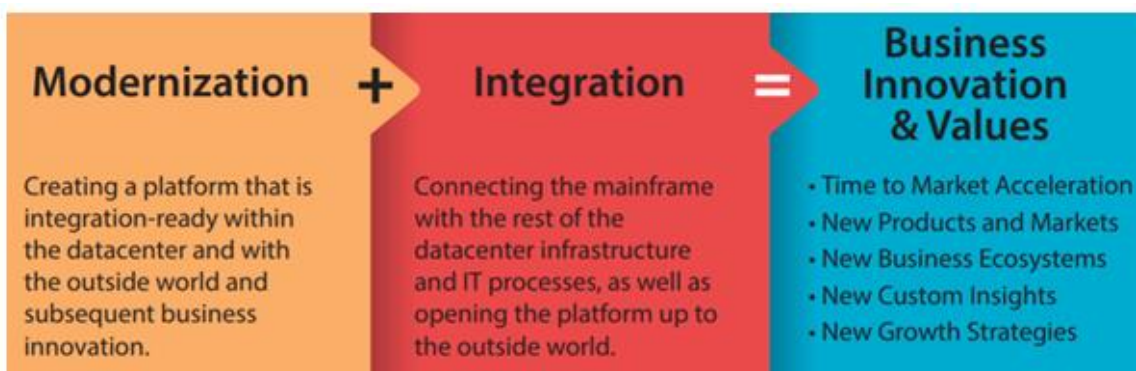 Modernization
+
Integration
=
Business
Innovation
& Values
Creating a platform that is
integration-ready within
the datacenter and with
the outside world and
subsequent business
innovation.
Connecting the mainframe
with the rest of the
datacenter infrastructure
and IT processes, as well as
opening the platform up to
the outside world.
• Time to Market Acceleration
• New Products and Markets
• New Business Ecosystems
• New Custom Insights
• New Growth Strategies